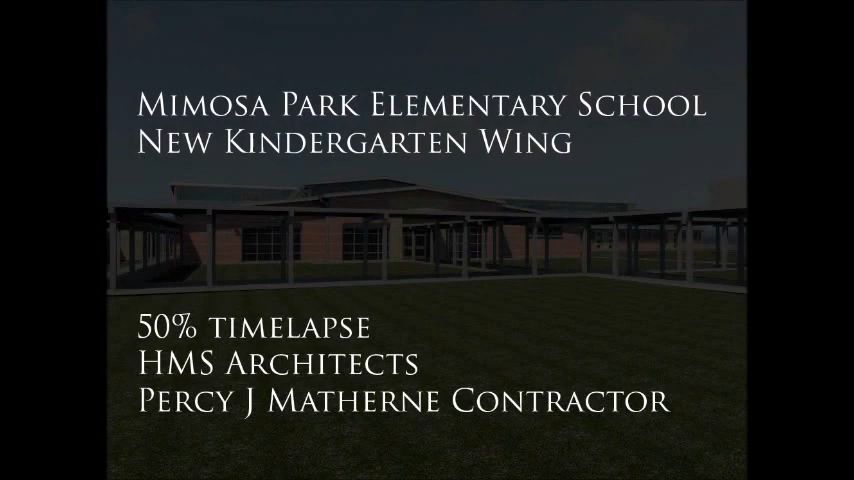 Mimosa Park Elementary School
New Kindergarten Wing
50% timelapse
HMS Architects
Percy J Matherne Contractor